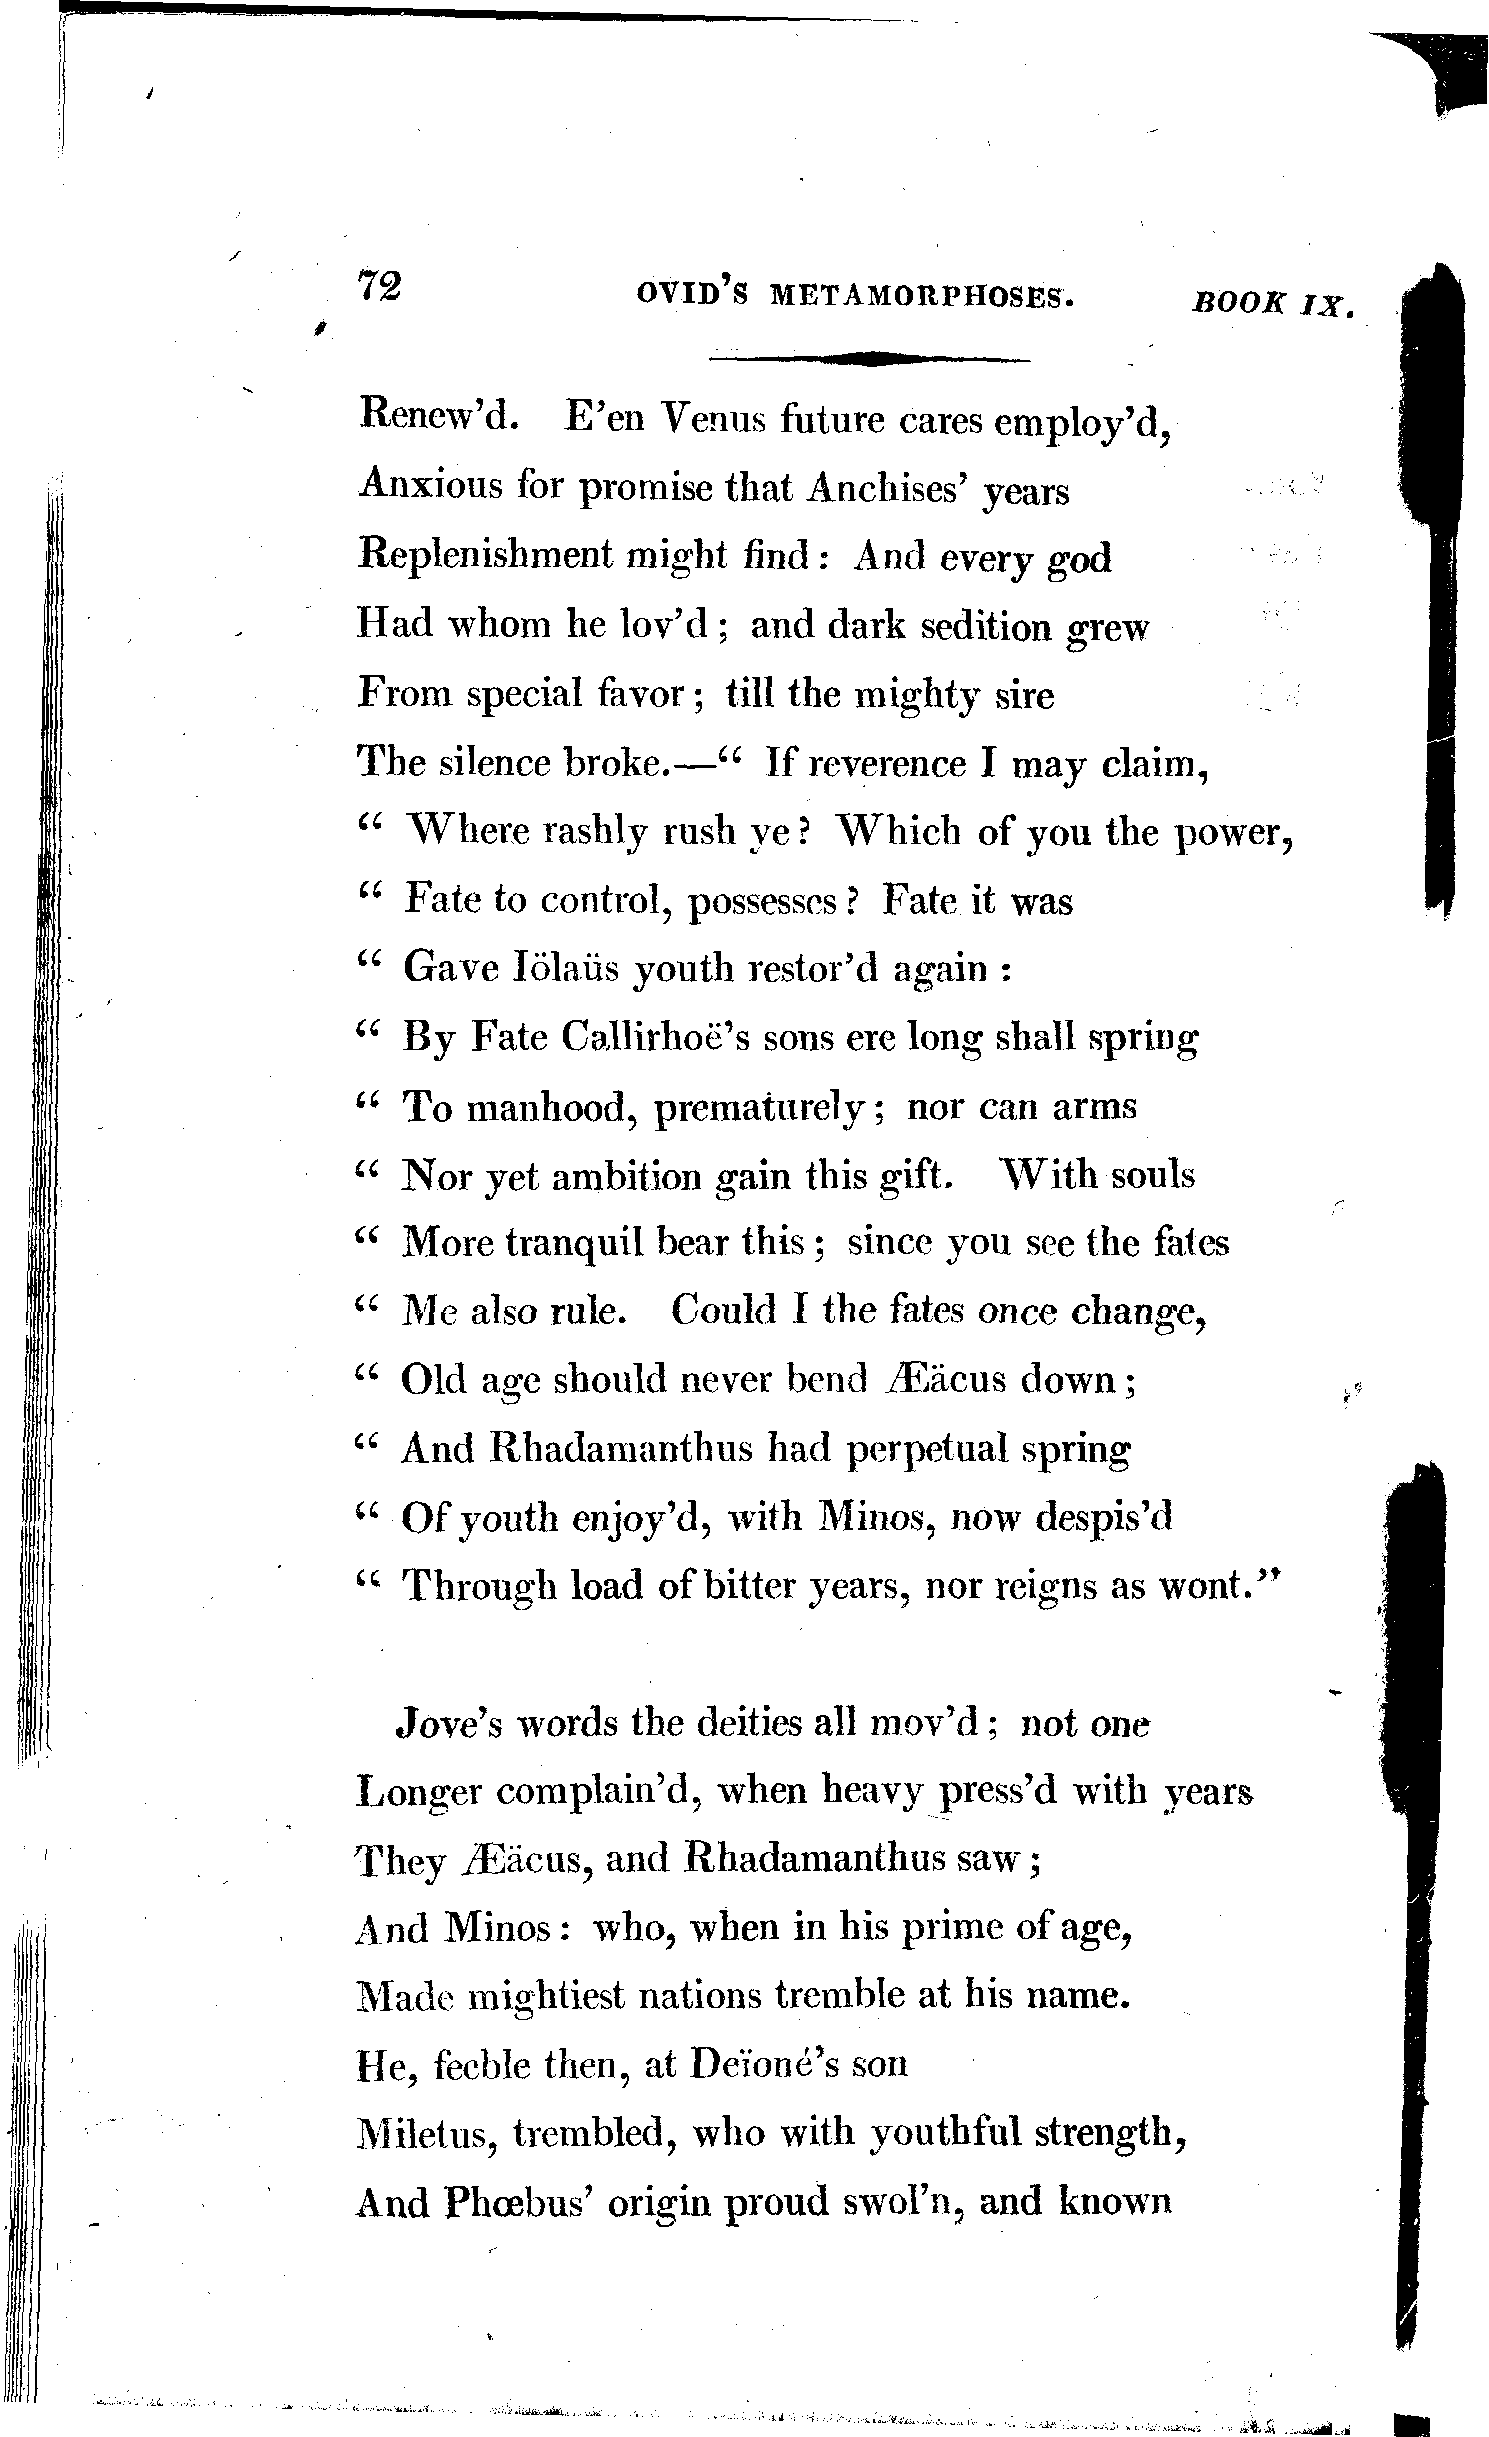 72 OVID'S METAMORPHOSES. BOOK IX.
Renew'd. E'en Venus future cares employ'd,
Anxious for promise that Anchises' years
Replenishment might find: And every god
Had whom he lov'd; and dark sedition grew
From special favor; till the mighty sire
The silence broke.—“ If reverence I may claim,
“ Where rashly rush ye? Which of you the power,
“ Fate to control, possesses? Fate it was
“ Gave Iölaüs youth restor'd again :
“ By Fate Callirhoë's sons ere long shall spring
“ To manhood, prematurely; nor can arms
“ Nor yet ambition gain this gift. With souls
“ More tranquil bear this; since you see the fates
“ Me also rule. Could I the fates once change,
“ Old age should never bend Æäcus down;
“ And Rhadamanthus had perpetual spring
“ Of youth enjoy'd, with Minos, now despis'd
“ Through load of bitter years, nor reigns as wont.”
Jove's words the deities all mov'd; not one
Longer complain'd, when heavy press'd with years
They Æäcus, and Rhadamanthus saw;
And Minos: who, when in his prime of age,
Made mightiest nations tremble at his name.
He, feeble then, at Deïoné's son
Miletus, trembled, who with youthful strength,
And Phœbus' origin proud swol'n, and known